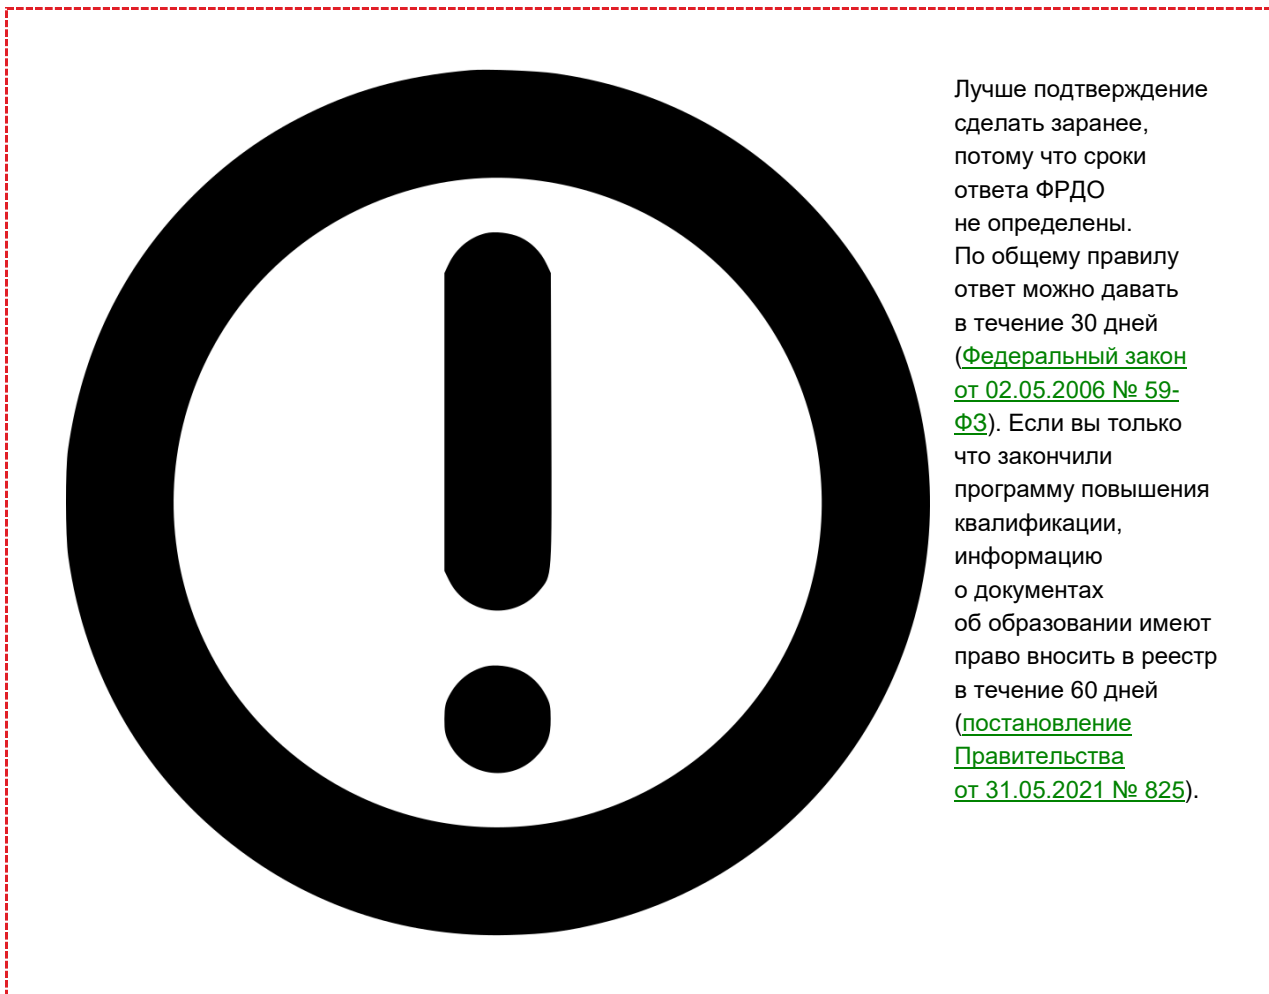 Лучше подтверждение
сделать заранее,
потому что сроки
ответа ФРДО
не определены.
По общему правилу
ответ можно давать
в течение 30 дней
(Федеральный закон
от 02.05.2006 № 59-
ФЗ). Если вы только
что закончили
программу повышения
квалификации,
информацию
о документах
об образовании имеют
право вносить в реестр
в течение 60 дней
(постановление
Правительства
от 31.05.2021 № 825).